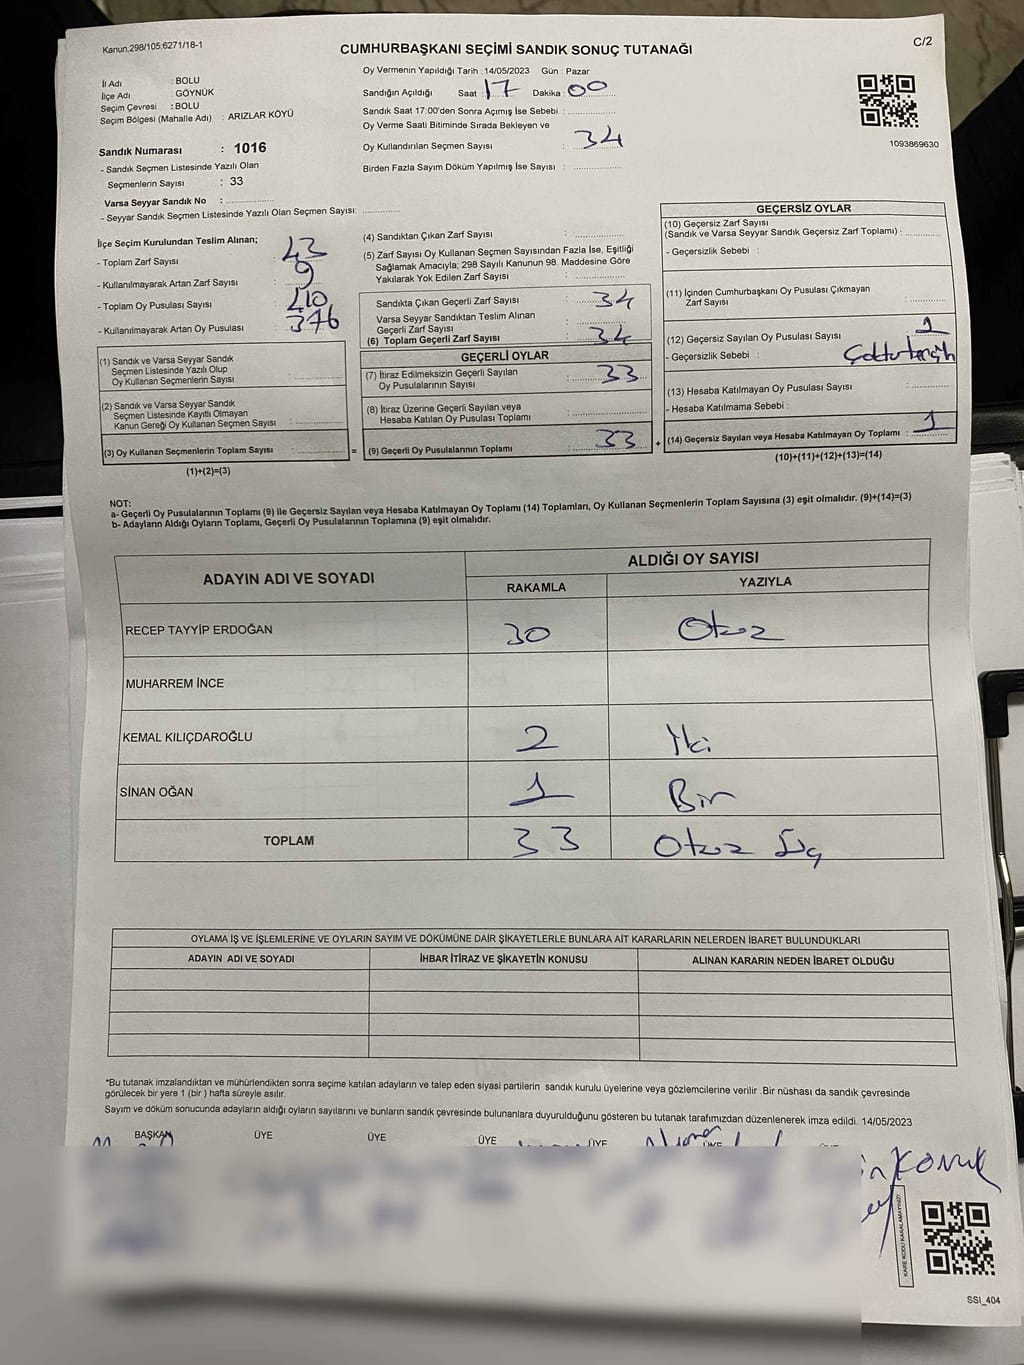 Kanun,298/105;6271/18-1
CUMHURBAŞKANI SEÇİMİ SANDIK SONUÇ TUTANAĞI
C/2
İl Adı : BOLU
İlçe Adı : GÖYNÜK
Seçim Çevresi : BOLU
Seçim Bölgesi (Mahalle Adı) : ARIZLAR KÖYÜ
Sandık Numarası : 1016
- Sandık Seçmen Listesinde Yazılı Olan
Seçmenlerin Sayısı : 33
Varsa Seyyar Sandık No : ..............
- Seyyar Sandık Seçmen Listesinde Yazılı Olan Seçmen Sayısı: ............
Oy Vermenin Yapıldığı Tarih :14/05/2023 Gün : Pazar
Sandığın Açıldığı Saat : 17 Dakika : 00
Sandık Saat 17:00'den Sonra Açımış İse Sebebi : ..............
Oy Verme Saati Bitiminde Sırada Bekleyen ve
Oy Kullandırılan Seçmen Sayısı : 34
Birden Fazla Sayım Döküm Yapılmış İse Sayısı : ..............
1093869630
İlçe Seçim Kurulundan Teslim Alınan;
- Toplam Zarf Sayısı : 43
- Kullanılmayarak Artan Zarf Sayısı : 9
- Toplam Oy Pusulası Sayısı : 410
- Kullanılmayarak Artan Oy Pusulası : 376
(1) Sandık ve Varsa Seyyar Sandık
Seçmen Listesinde Yazılı Olup
Oy Kullanan Seçmenlerin Sayısı : ..............
(2) Sandık ve Varsa Seyyar Sandık
Seçmen Listesinde Kayıtlı Olmayan
Kanun Gereği Oy Kullanan Seçmen Sayısı : ..............
(3) Oy Kullanan Seçmenlerin Toplam Sayısı : ..............
(1)+(2)=(3)
=
(4) Sandıktan Çıkan Zarf Sayısı : ..............
(5) Zarf Sayısı Oy Kullanan Seçmen Sayısından Fazla İse, Eşitliği
Sağlamak Amacıyla; 298 Sayılı Kanunun 98. Maddesine Göre
Yakılarak Yok Edilen Zarf Sayısı : ..............
Sandıkta Çıkan Geçerli Zarf Sayısı : 34
Varsa Seyyar Sandıktan Teslim Alınan
Geçerli Zarf Sayısı : ..............
(6) Toplam Geçerli Zarf Sayısı : 34
GEÇERLİ OYLAR
(7) İtiraz Edilmeksizin Geçerli Sayılan
Oy Pusulalarının Sayısı : 33
(8) İtiraz Üzerine Geçerli Sayılan veya
Hesaba Katılan Oy Pusulası Toplamı : ..............
(9) Geçerli Oy Pusulalarının Toplamı : 33
+
GEÇERSİZ OYLAR
(10) Geçersiz Zarf Sayısı
(Sandık ve Varsa Seyyar Sandık Geçersiz Zarf Toplamı) : ............
- Geçersizlik Sebebi :
(11) İçinden Cumhurbaşkanı Oy Pusulası Çıkmayan
Zarf Sayısı : ............
(12) Geçersiz Sayılan Oy Pusulası Sayısı : 1
- Geçersizlik Sebebi :
(13) Hesaba Katılmayan Oy Pusulası Sayısı : ............
- Hesaba Katılmama Sebebi :
(14) Geçersiz Sayılan veya Hesaba Katılmayan Oy Toplamı : 1
(10)+(11)+(12)+(13)=(14)
NOT:
a- Geçerli Oy Pusulalarının Toplamı (9) ile Geçersiz Sayılan veya Hesaba Katılmayan Oy Toplamı (14) Toplamları, Oy Kullanan Seçmenlerin Toplam Sayısına (3) eşit olmalıdır. (9)+(14)=(3)
b- Adayların Aldığı Oyların Toplamı, Geçerli Oy Pusulalarının Toplamına (9) eşit olmalıdır.
ADAYIN ADI VE SOYADI
ALDIĞI OY SAYISI
RAKAMLA YAZIYLA
RECEP TAYYİP ERDOĞAN 30 Otuz
MUHARREM İNCE
KEMAL KILIÇDAROĞLU 2 İki
SİNAN OĞAN 1 Bir
TOPLAM 33 Otuz Üç
OYLAMA İŞ VE İŞLEMLERİNE VE OYLARIN SAYIM VE DÖKÜMÜNE DAİR ŞİKAYETLERLE BUNLARA AİT KARARLARIN NELERDEN İBARET BULUNDUKLARI
ADAYIN ADI VE SOYADI İHBAR İTİRAZ VE ŞİKAYETİN KONUSU ALINAN KARARIN NEDEN İBARET OLDUĞU
*Bu tutanak imzalandıktan ve mühürlendikten sonra seçime katılan adayların ve talep eden siyasi partilerin sandık kurulu üyelerine veya gözlemcilerine verilir .Bir nüshası da sandık çevresinde
görülecek bir yere 1 (bir ) hafta süreyle asılır.
Sayım ve döküm sonucunda adayların aldığı oyların sayılarını ve bunların sandık çevresinde bulunanlara duyurulduğunu gösteren bu tutanak tarafımızdan düzenlenerek imza edildi. 14/05/2023
BAŞKAN ÜYE ÜYE ÜYE ÜYE ÜYE
Konuk
KARE KODU KARALAMAYINIZ!
SSI_404